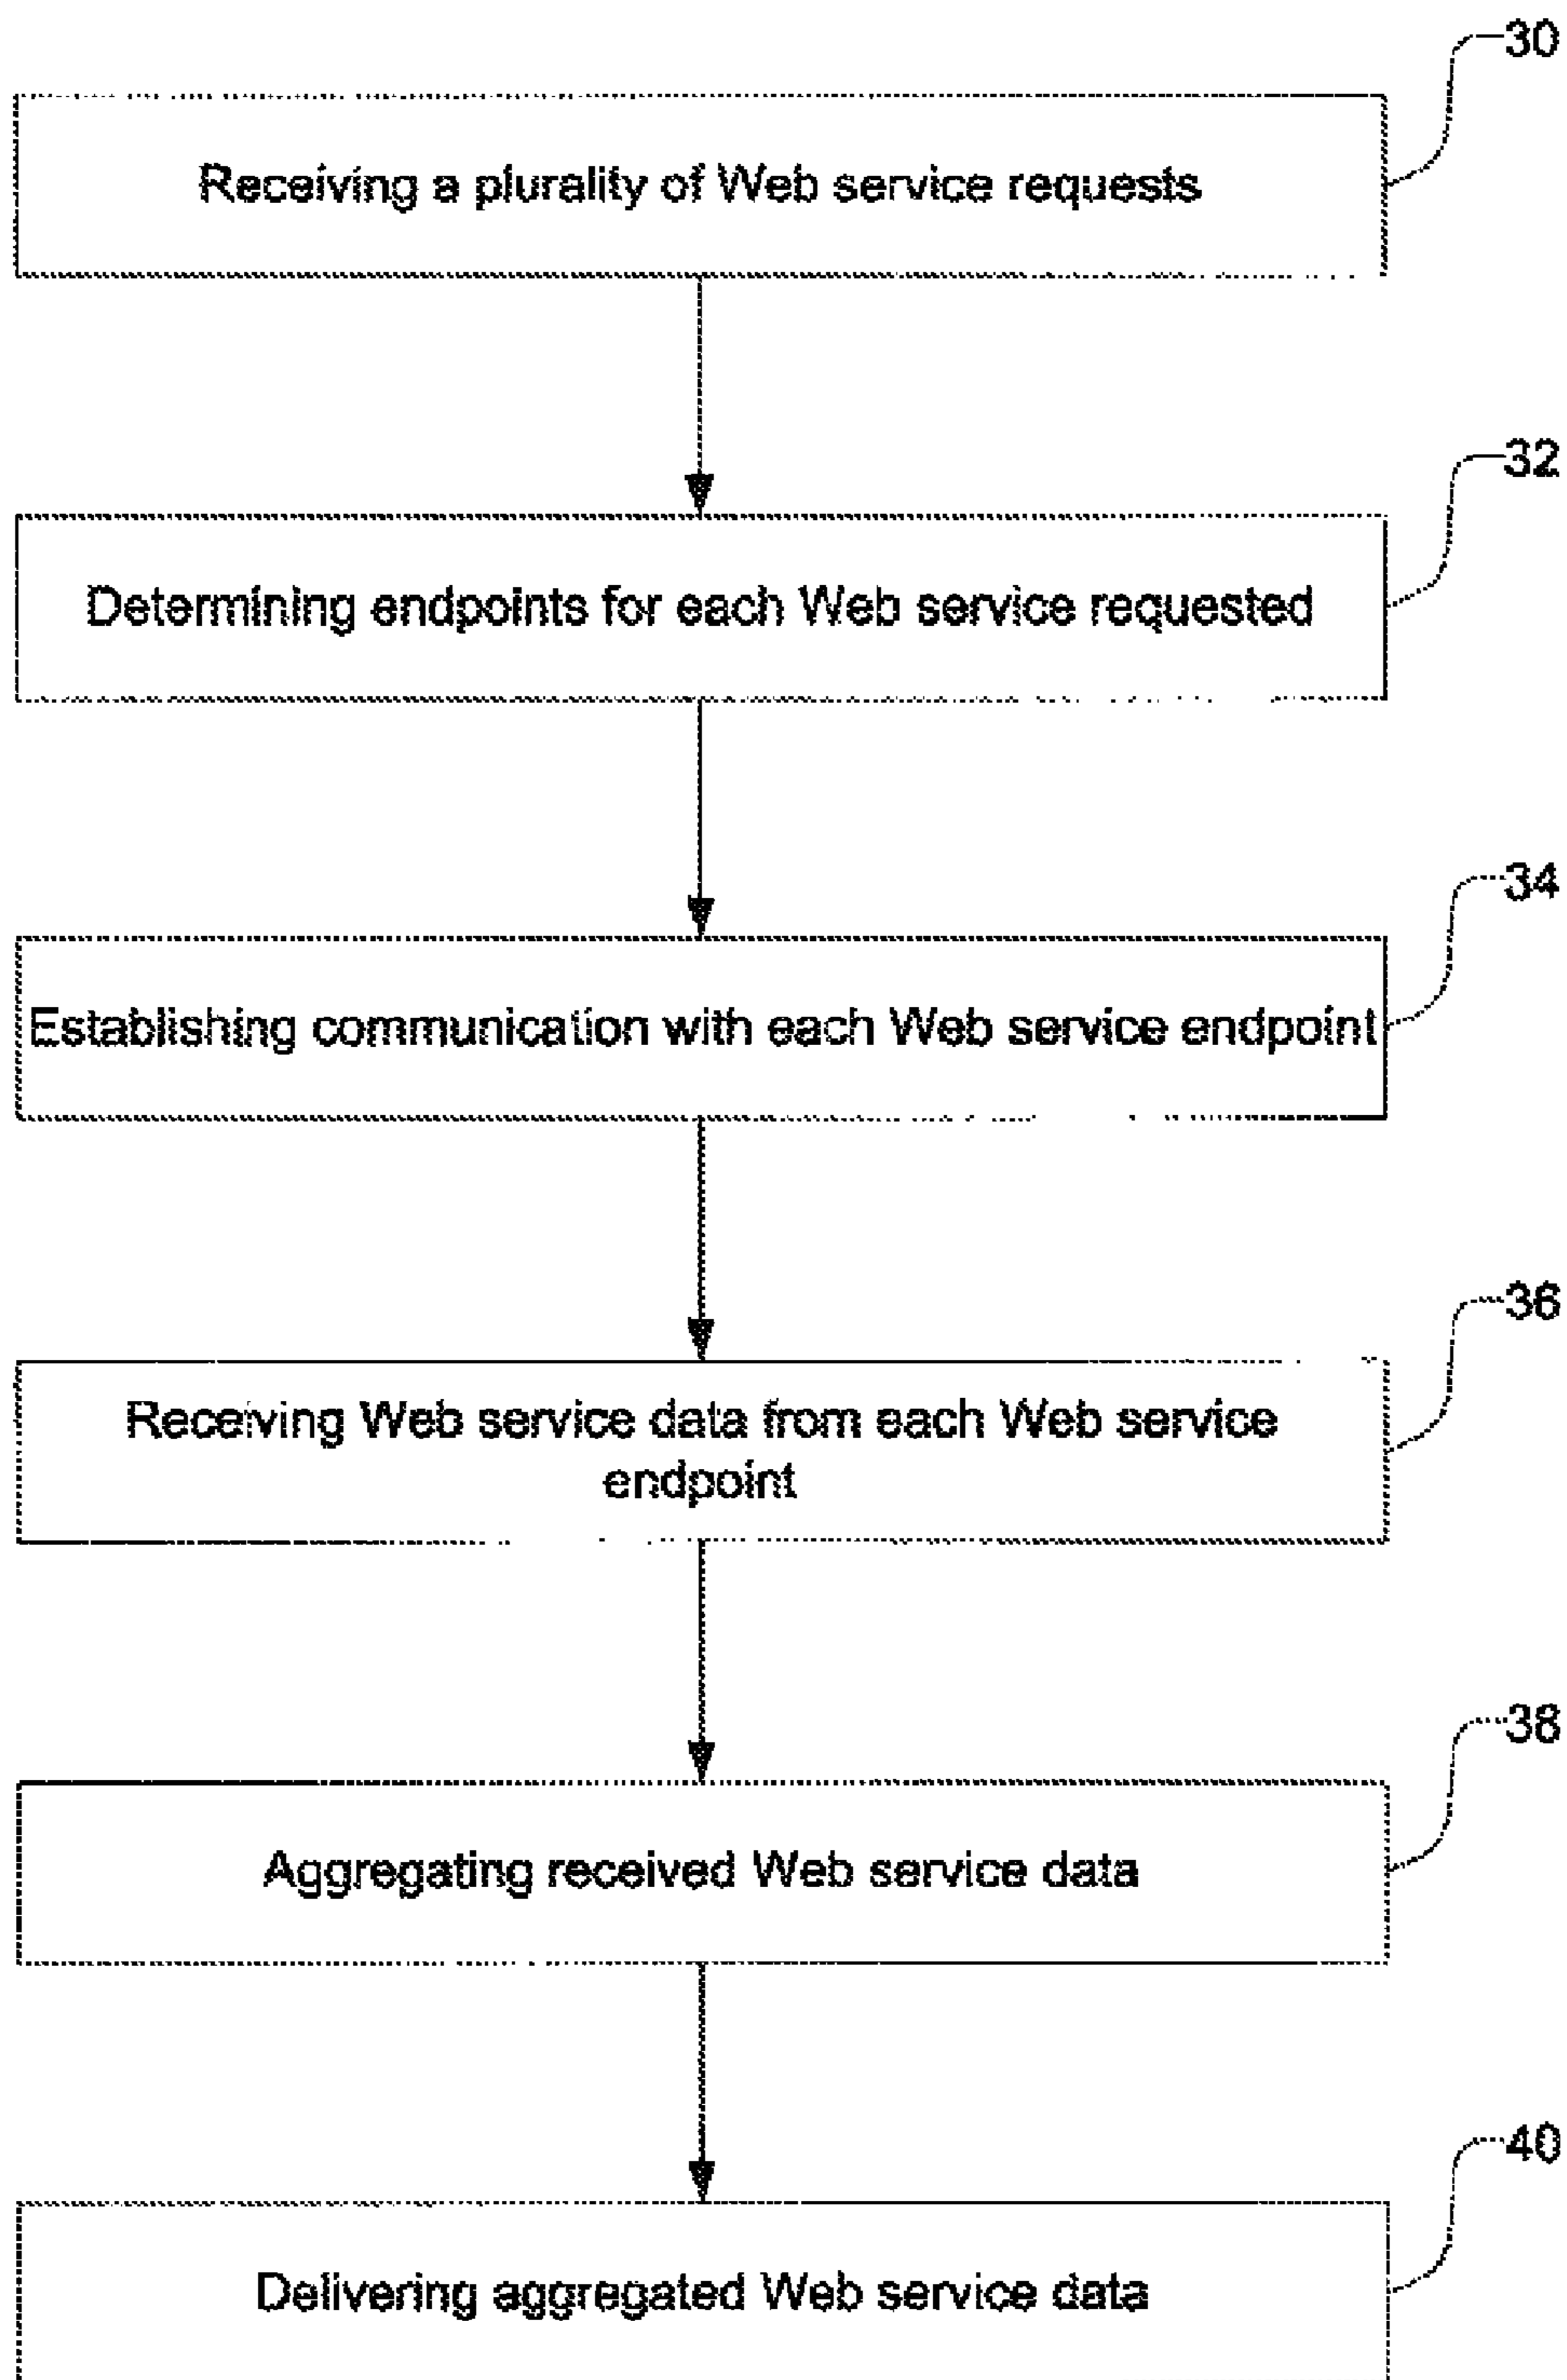 30
Receiving a plurality of Web service requests
32
Determining endpoints for each Web service requested
34
Establishing communication with each Web service endpoint
36
Receiving Web service data from each Web service
endpoint
38
Aggregating received Web service data
40
Delivering aggregated Web service data